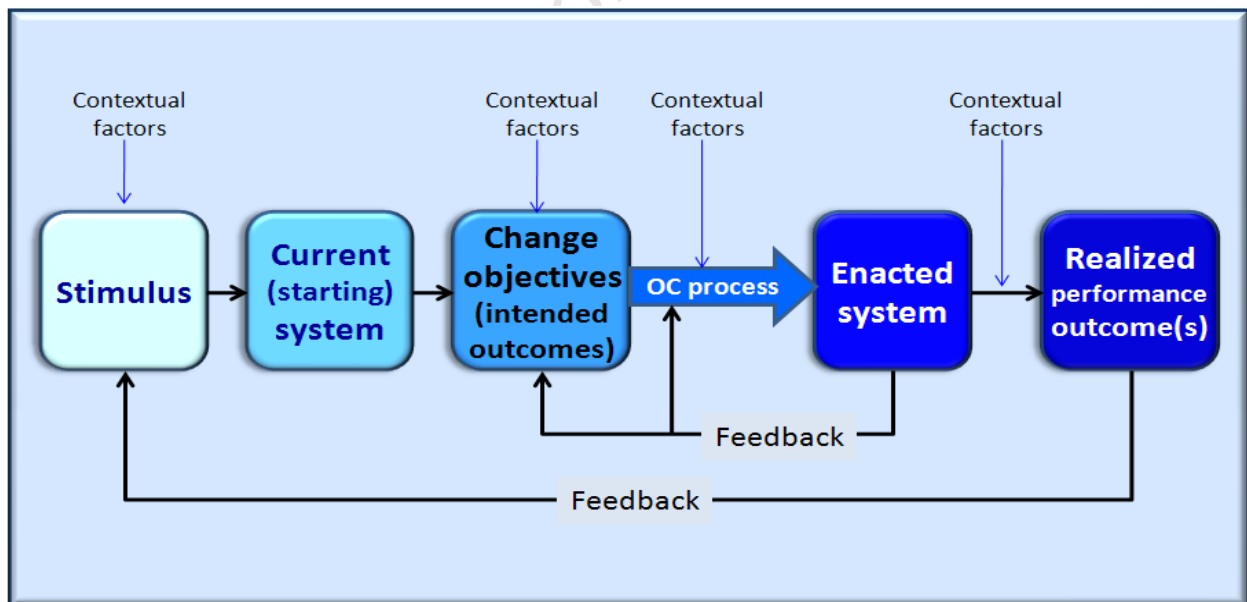 Contextual
factors
Contextual
factors
Contextual
factors
Contextual
factors
Stimulus
Current
(starting)
system
Change
objectives
(intended
outcomes)
OC process
Enacted
system
Realized
performance
outcome(s)
Feedback
Feedback